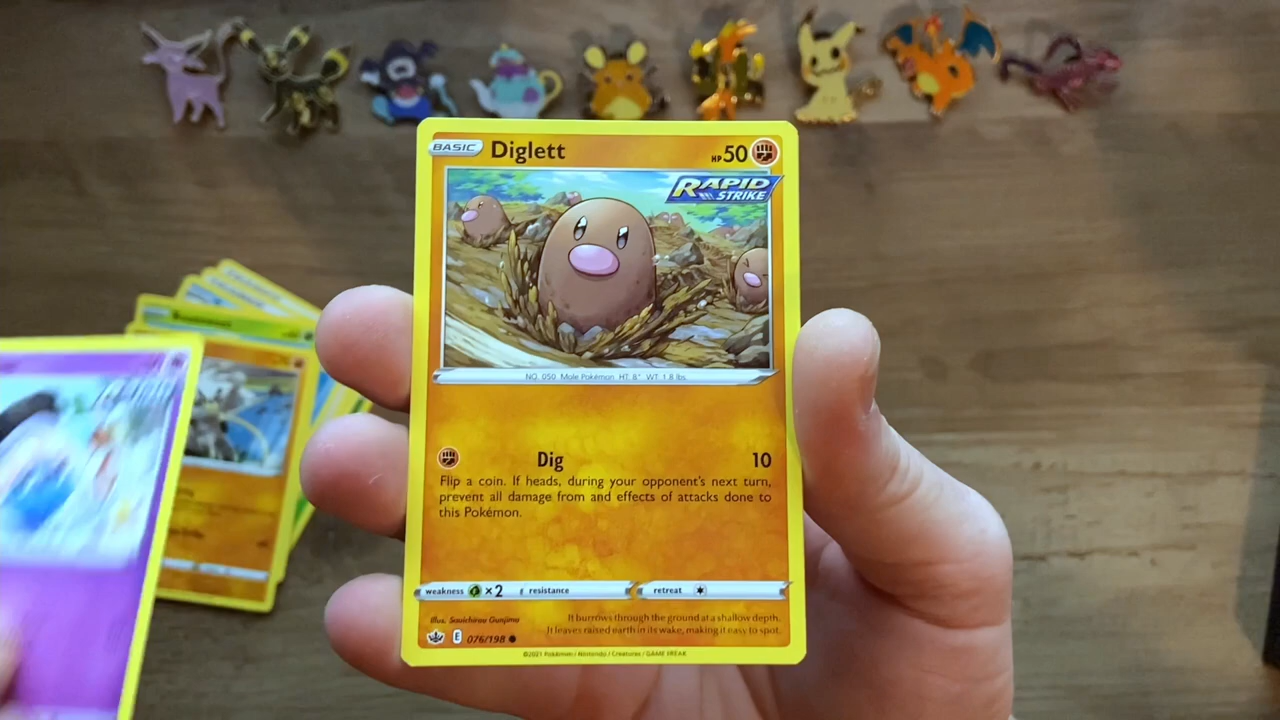 BASIC Diglett HP 50
RAPID
STRIKE
NO. 050 Mole Pokémon HT: 8" WT: 1.8 lbs.
Dig 10
Flip a coin. If heads, during your opponent's next turn,
prevent all damage from and effects of attacks done to
this Pokémon.
weakness ×2 resistance retreat
Illus. Souichirou Gunjima
It burrows through the ground at a shallow depth.
It leaves raised earth in its wake, making it easy to spot.
E 076/198
©2021 Pokémon / Nintendo / Creatures / GAME FREAK